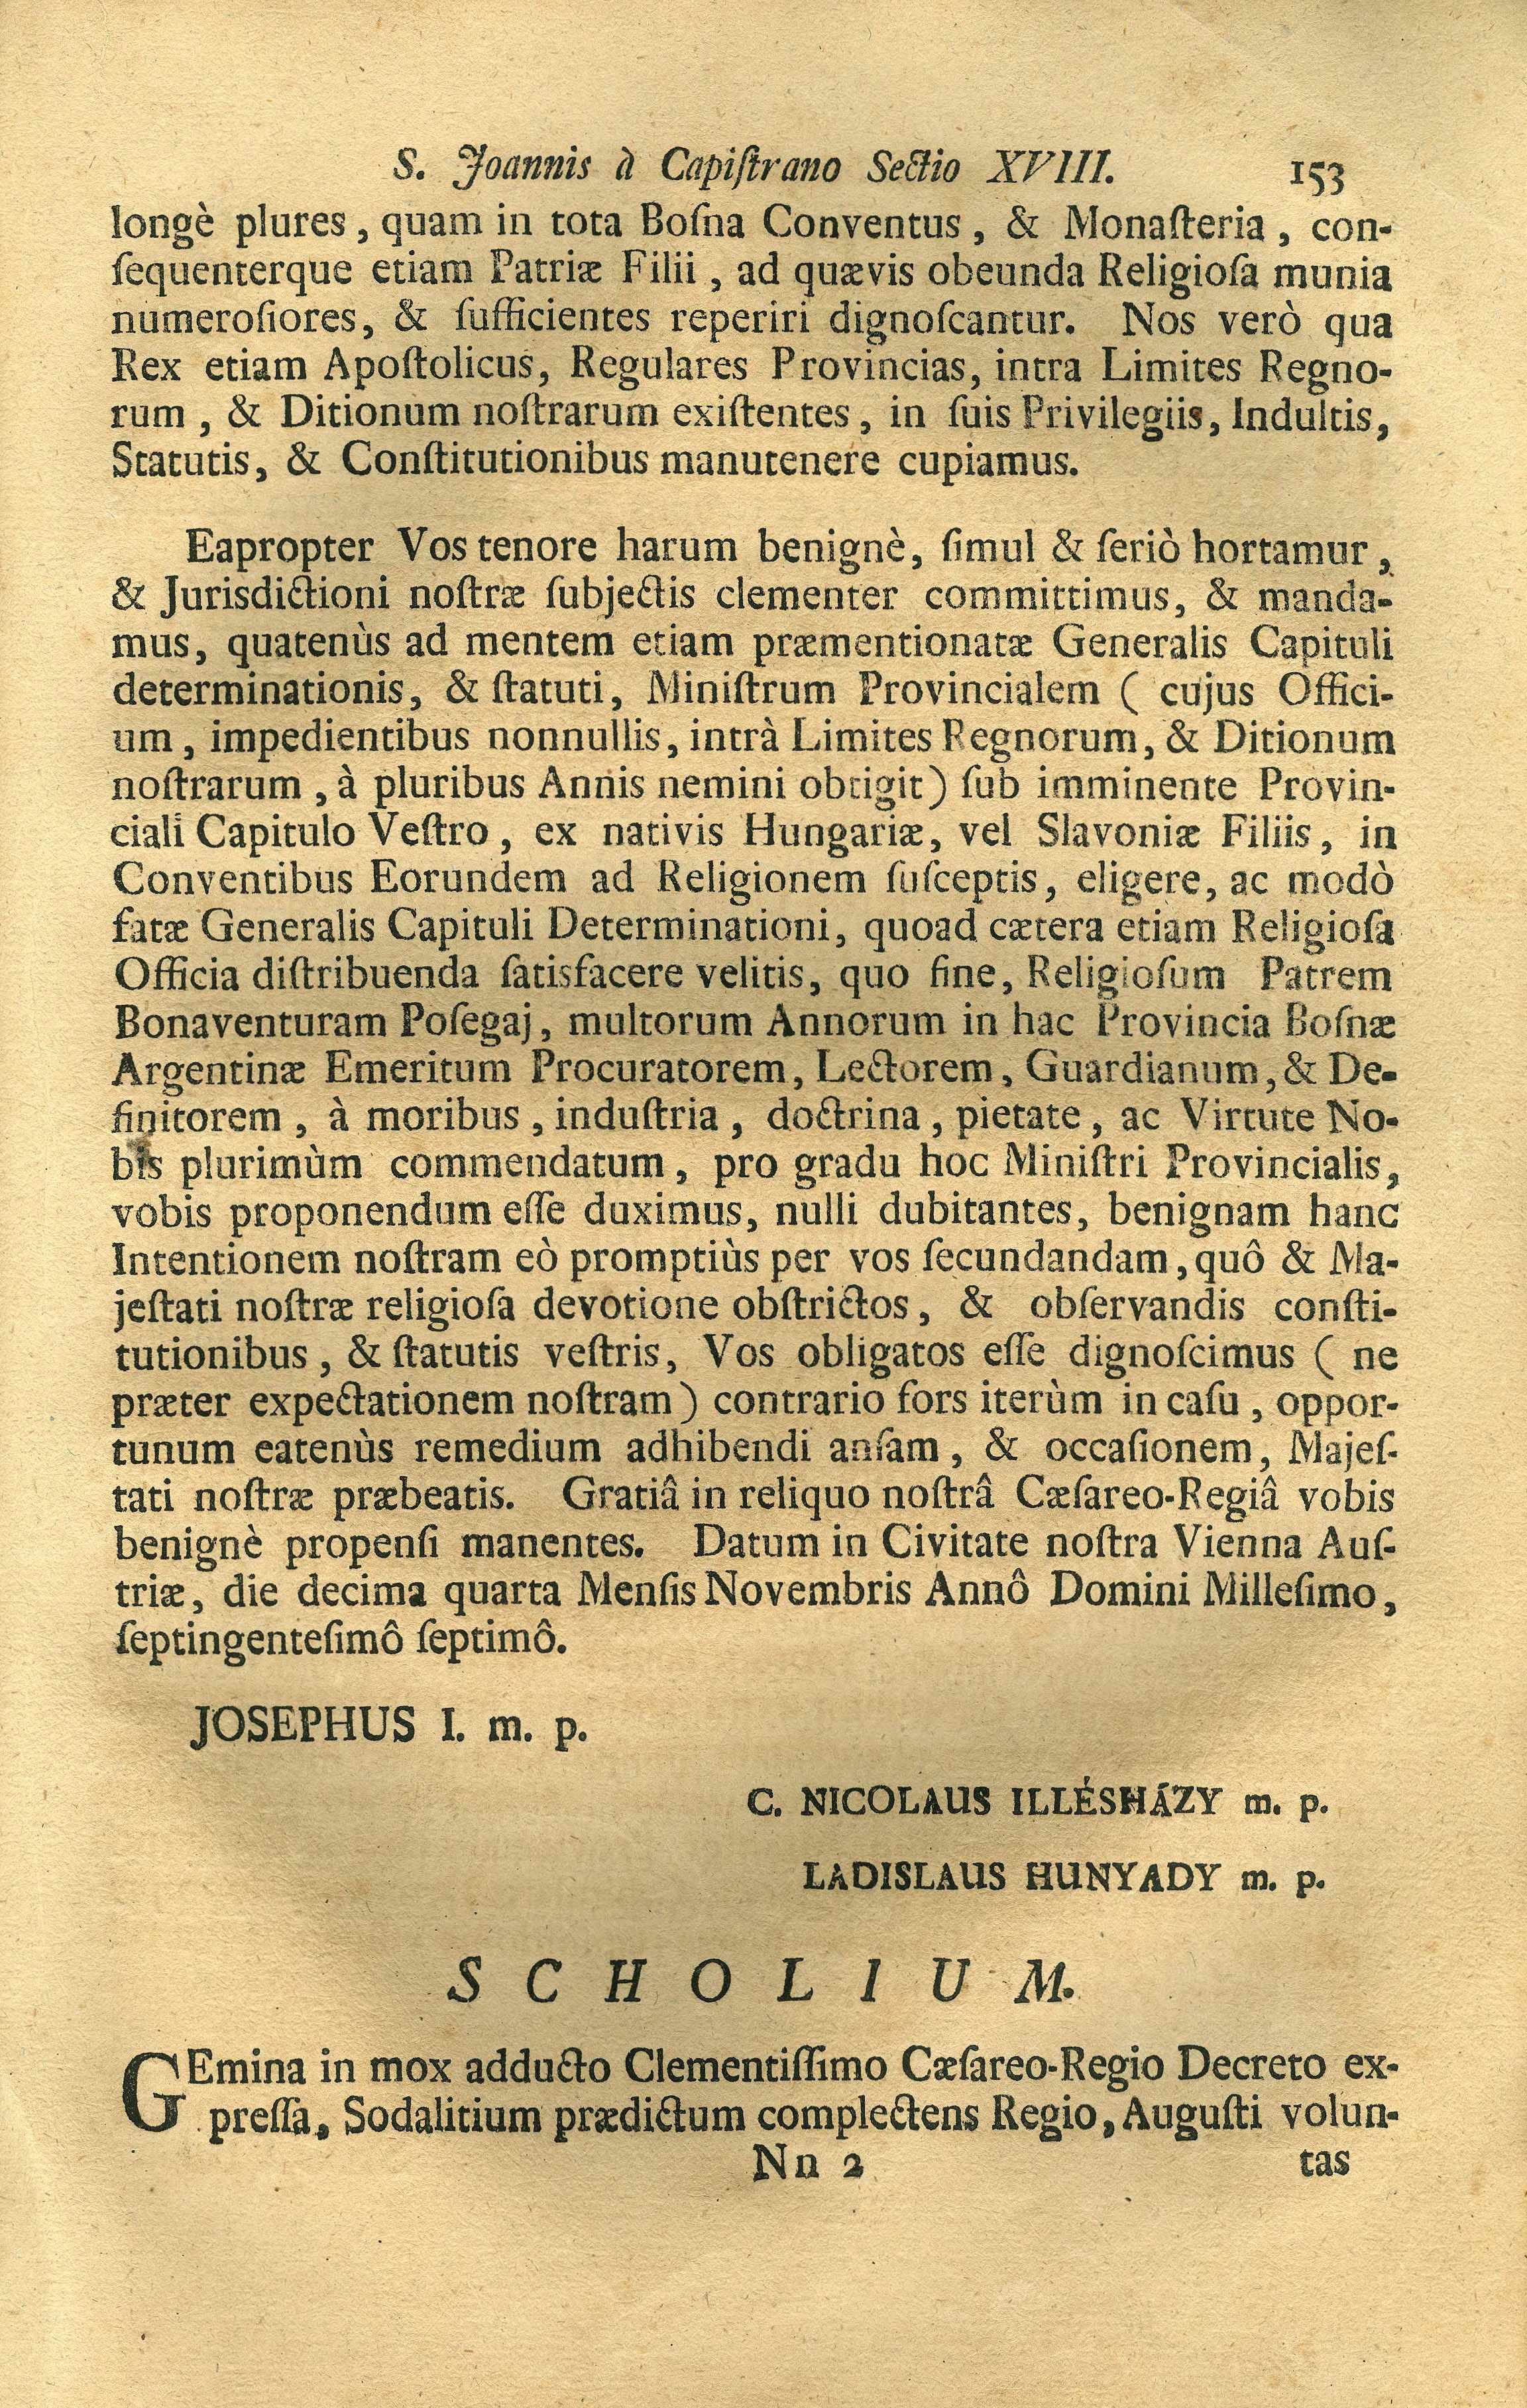 S. Joannis à Capiſtrano Sectio XVIII. 153
longè plures, quam in tota Boſna Conventus, & Monaſteria, con-
ſequenterque etiam Patriæ Filii, ad quævis obeunda Religioſa munia
numeroſiores, & ſufficientes reperiri dignoſcantur. Nos verò qua
Rex etiam Apoſtolicus, Regulares Provincias, intra Limites Regno-
rum, & Ditionum noſtrarum exiſtentes, in ſuis Privilegiis, Indultis,
Statutis, & Conſtitutionibus manutenere cupiamus.
Eapropter Vos tenore harum benignè, ſimul & ſeriò hortamur,
& Jurisdictioni noſtræ ſubjectis clementer committimus, & manda-
mus, quatenùs ad mentem etiam præmentionatæ Generalis Capituli
determinationis, & ſtatuti, Miniſtrum Provincialem ( cujus Offici-
um, impedientibus nonnullis, intrà Limites Regnorum, & Ditionum
noſtrarum, à pluribus Annis nemini obtigit) ſub imminente Provin-
ciali Capitulo Veſtro, ex nativis Hungariæ, vel Slavoniæ Filiis, in
Conventibus Eorundem ad Religionem ſuſceptis, eligere, ac modò
fatæ Generalis Capituli Determinationi, quoad cætera etiam Religioſa
Officia diſtribuenda ſatisfacere velitis, quo fine, Religioſum Patrem
Bonaventuram Poſegaj, multorum Annorum in hac Provincia Boſnæ
Argentinæ Emeritum Procuratorem, Lectorem, Guardianum, & De-
finitorem, à moribus, induſtria, doctrina, pietate, ac Virtute No-
bis plurimùm commendatum, pro gradu hoc Miniſtri Provincialis,
vobis proponendum eſſe duximus, nulli dubitantes, benignam hanc
Intentionem noſtram eò promptiùs per vos ſecundandam, quô & Ma-
jeſtati noſtræ religioſa devotione obſtrictos, & obſervandis conſti-
tutionibus, & ſtatutis veſtris, Vos obligatos eſſe dignoſcimus ( ne
præter expectationem noſtram) contrario fors iterùm in caſu, oppor-
tunum eatenùs remedium adhibendi anſam, & occaſionem, Majeſ-
tati noſtræ præbeatis. Gratiâ in reliquo noſtrâ Cæſareo-Regiâ vobis
benignè propenſi manentes. Datum in Civitate noſtra Vienna Auſ-
triæ, die decima quarta Menſis Novembris Annô Domini Milleſimo,
ſeptingenteſimô ſeptimô.
JOSEPHUS I. m. p.
C. NICOLAUS ILLÉSHÁZY m. p.
LADISLAUS HUNYADY m. p.
SCHOLIUM.
GEmina in mox adducto Clementiſſimo Cæſareo-Regio Decreto ex-
preſſa, Sodalitium prædictum complectens Regio, Auguſti volun-
Nn 2 tas